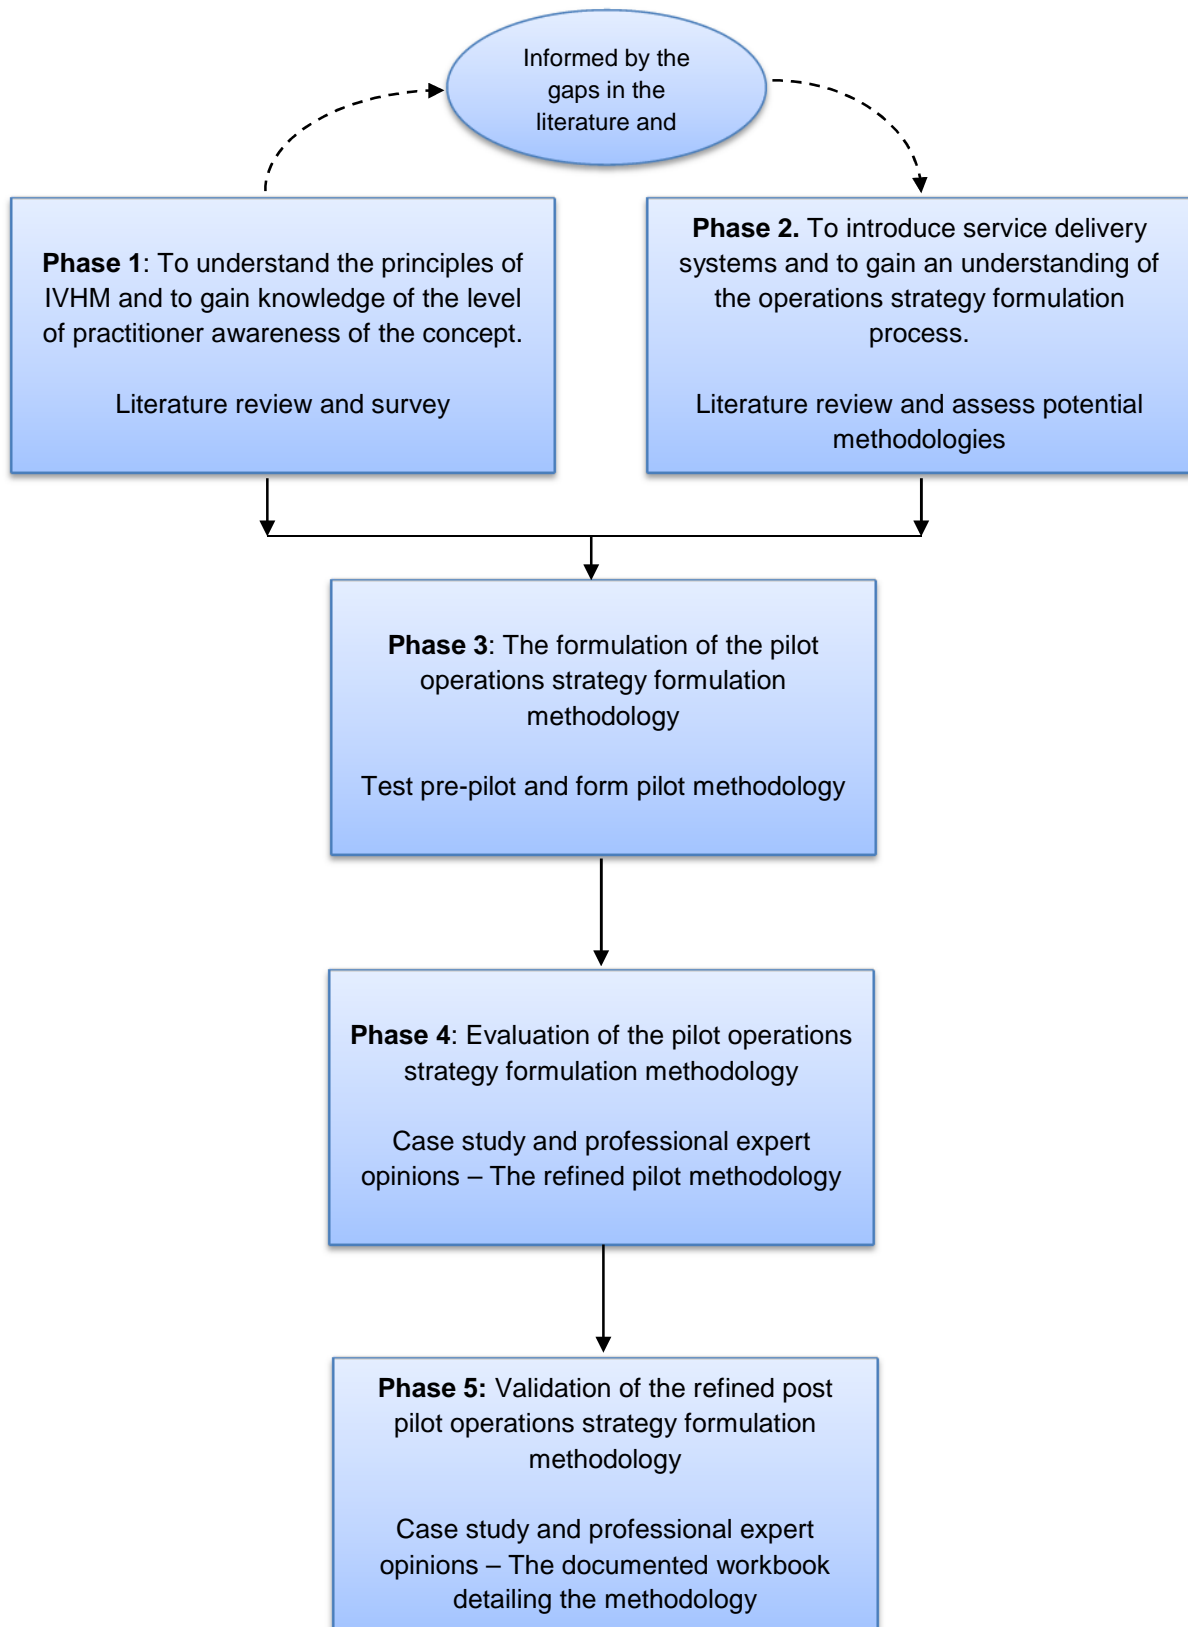 Informed by the
gaps in the
literature and
Phase 1: To understand the principles of
IVHM and to gain knowledge of the level
of practitioner awareness of the concept.
Literature review and survey
Phase 2. To introduce service delivery
systems and to gain an understanding of
the operations strategy formulation
process.
Literature review and assess potential
methodologies
Phase 3: The formulation of the pilot
operations strategy formulation
methodology
Test pre-pilot and form pilot methodology
Phase 4: Evaluation of the pilot operations
strategy formulation methodology
Case study and professional expert
opinions – The refined pilot methodology
Phase 5: Validation of the refined post
pilot operations strategy formulation
methodology
Case study and professional expert
opinions – The documented workbook
detailing the methodology